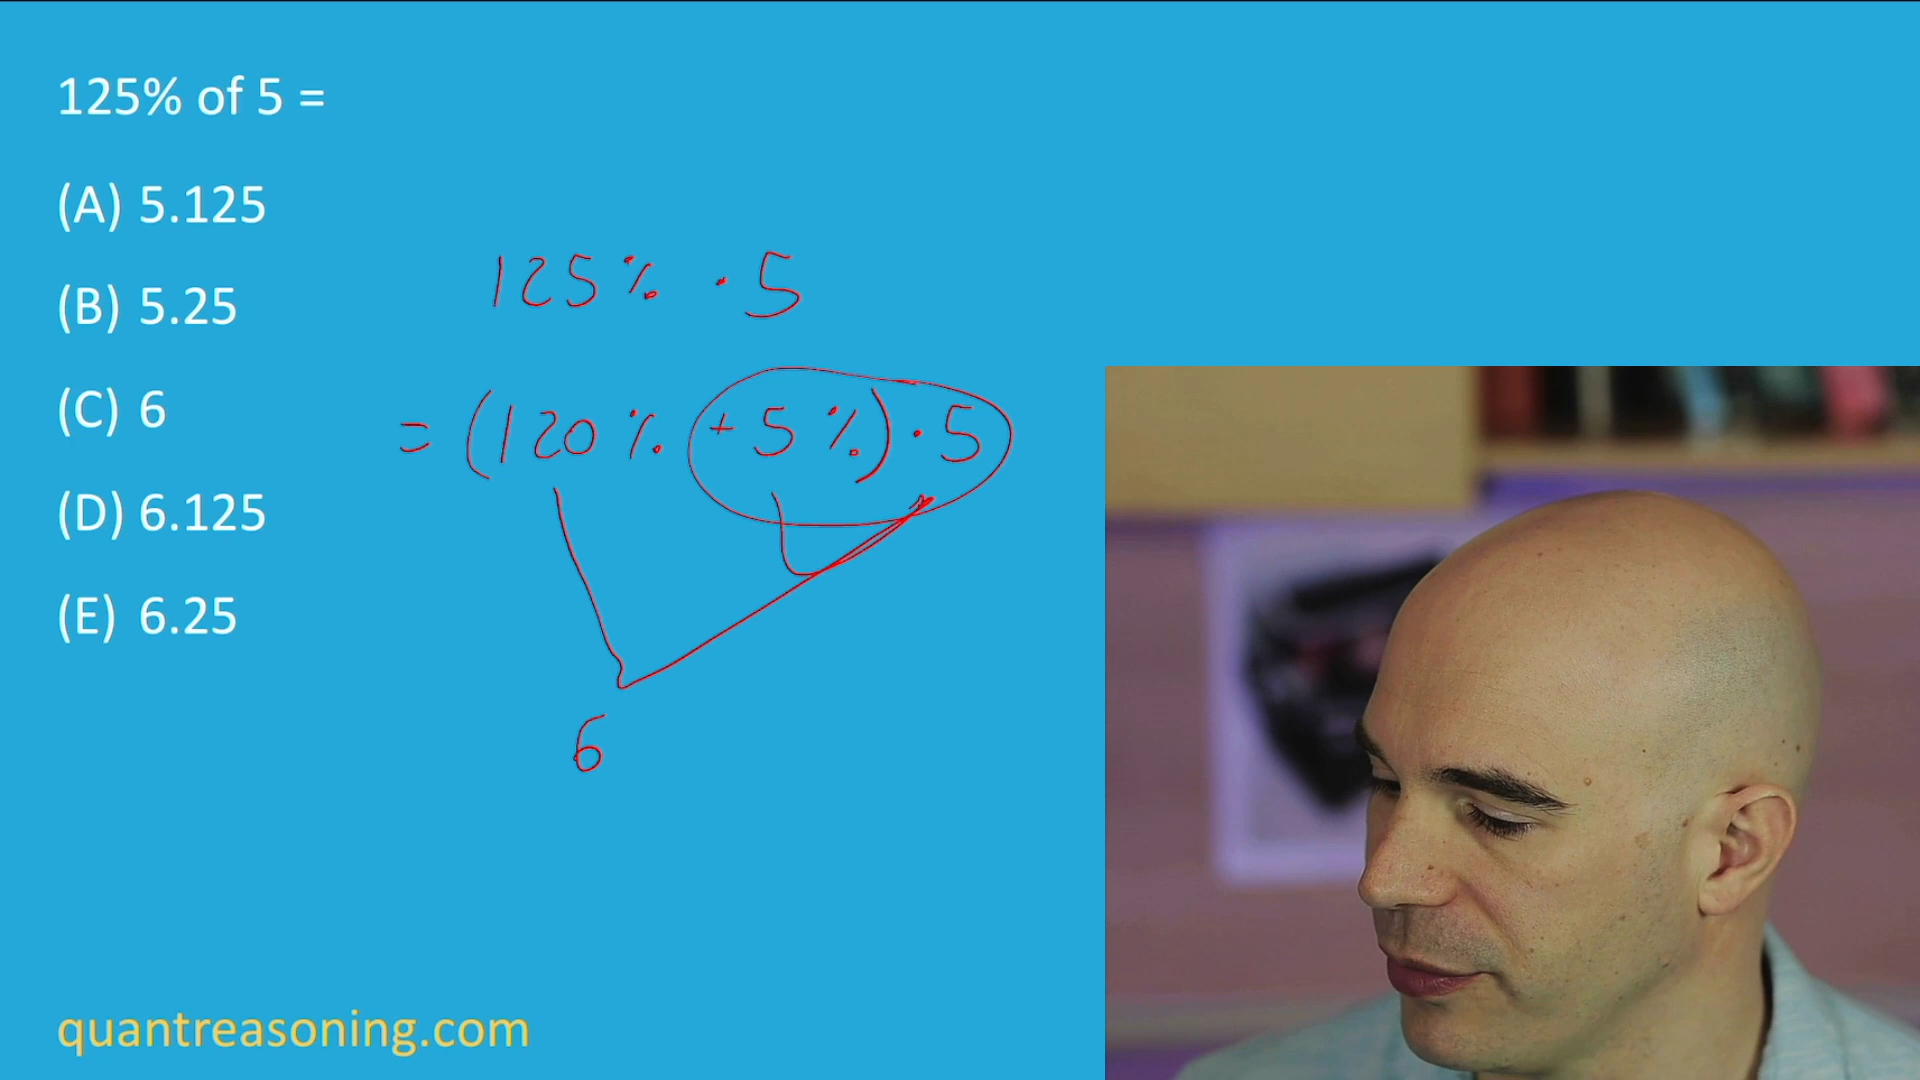 125% of 5 =
(A) 5.125
(B) 5.25
(C) 6
(D) 6.125
(E) 6.25
125% · 5
= (120% + 5%) · 5
6
quantreasoning.com